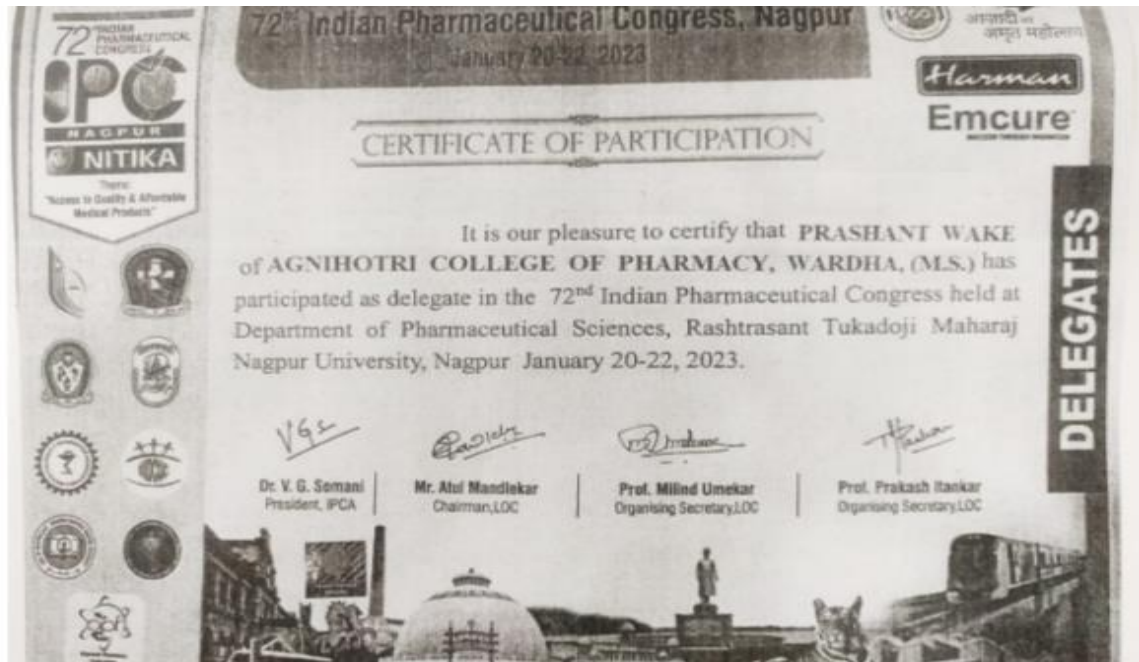 72nd Indian Pharmaceutical Congress, Nagpur
January 20-22, 2023
72 INDIAN
PHARMACEUTICAL
CONGRESS
IPC
NAGPUR
NITIKA
Theme:
"Access to Quality & Affordable
Medical Products"
आज़ादी का
अमृत महोत्सव
Harman
Emcure
CERTIFICATE OF PARTICIPATION
It is our pleasure to certify that PRASHANT WAKE
of AGNIHOTRI COLLEGE OF PHARMACY, WARDHA, (M.S.) has
participated as delegate in the 72nd Indian Pharmaceutical Congress held at
Department of Pharmaceutical Sciences, Rashtrasant Tukadoji Maharaj
Nagpur University, Nagpur January 20-22, 2023.
DELEGATES
Dr. V. G. Somani
President, IPCA
Mr. Atul Mandlekar
Chairman,LOC
Prof. Milind Umekar
Organising Secretary,LOC
Prof. Prakash Itankar
Organising Secretary,LOC